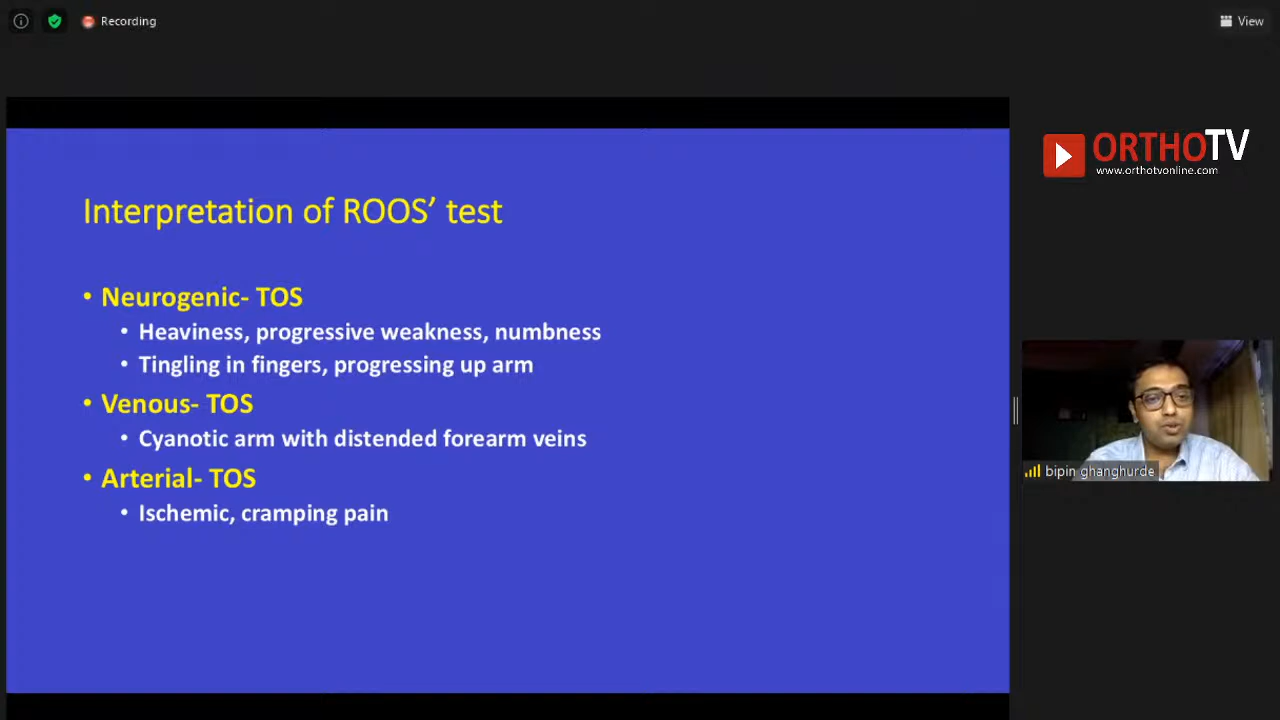 Recording
View
ORTHOTV
www.orthotvonline.com
Interpretation of ROOS’ test
• Neurogenic- TOS
• Heaviness, progressive weakness, numbness
• Tingling in fingers, progressing up arm
• Venous- TOS
• Cyanotic arm with distended forearm veins
• Arterial- TOS
• Ischemic, cramping pain
bipin ghanghurde